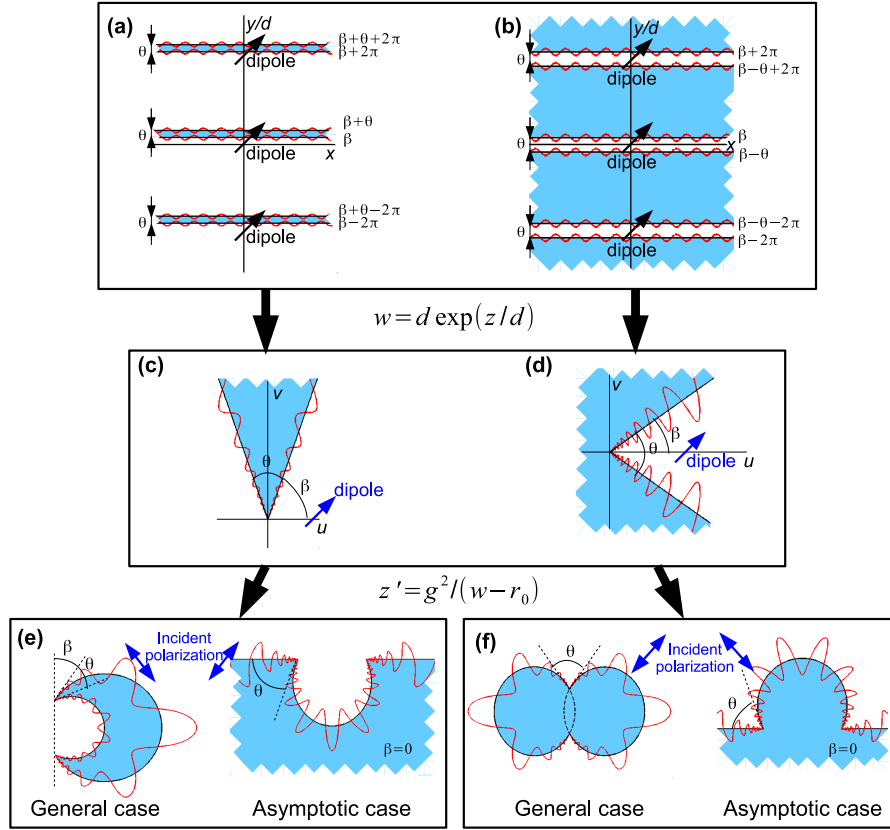 (a)
y/d
β+θ+2π
β+2π
θ
dipole
β+θ
β
θ
dipole
x
β+θ−2π
β−2π
θ
dipole
(b)
y/d
β+2π
β−θ+2π
θ
dipole
β
x
β−θ
θ
dipole
β−θ−2π
β−2π
θ
dipole
w=d exp(z/d)
(c)
v
θ
β
dipole
u
(d)
v
β
θ
dipole
u
z'=g²/(w−r₀)
(e)
β
θ
Incident
polarization
θ
β=0
General case
Asymptotic case
(f)
θ
Incident
polarization
θ
β=0
General case
Asymptotic case